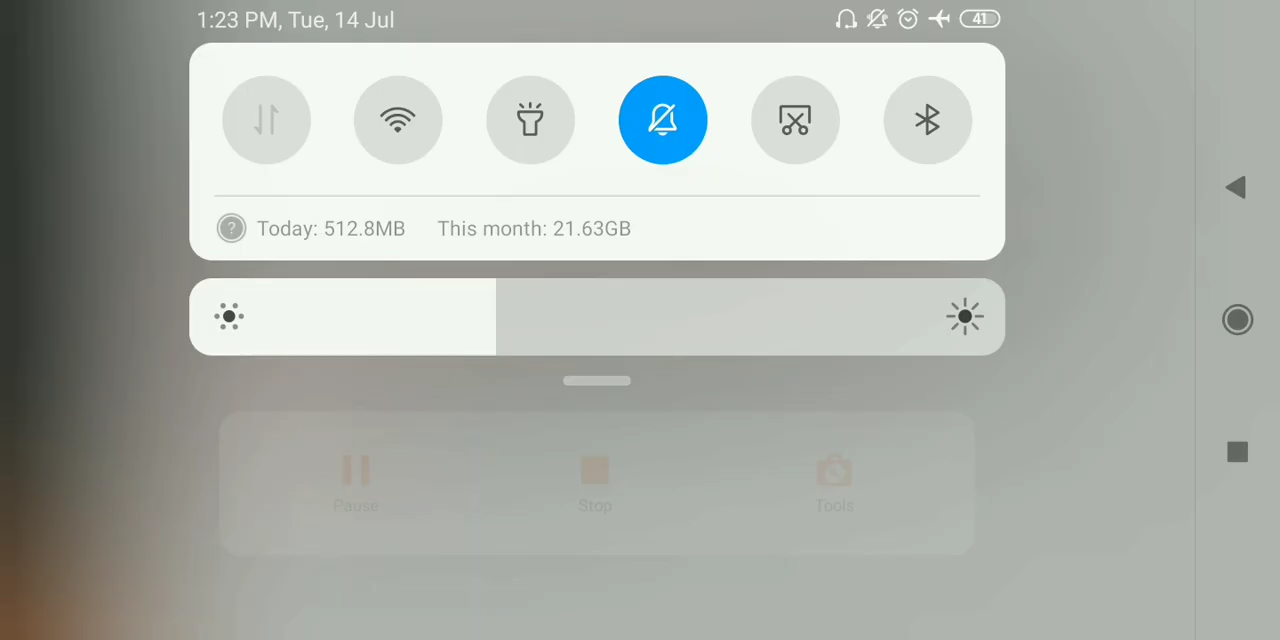 1:23 PM, Tue, 14 Jul
41
? Today: 512.8MB This month: 21.63GB
Pause Stop Tools